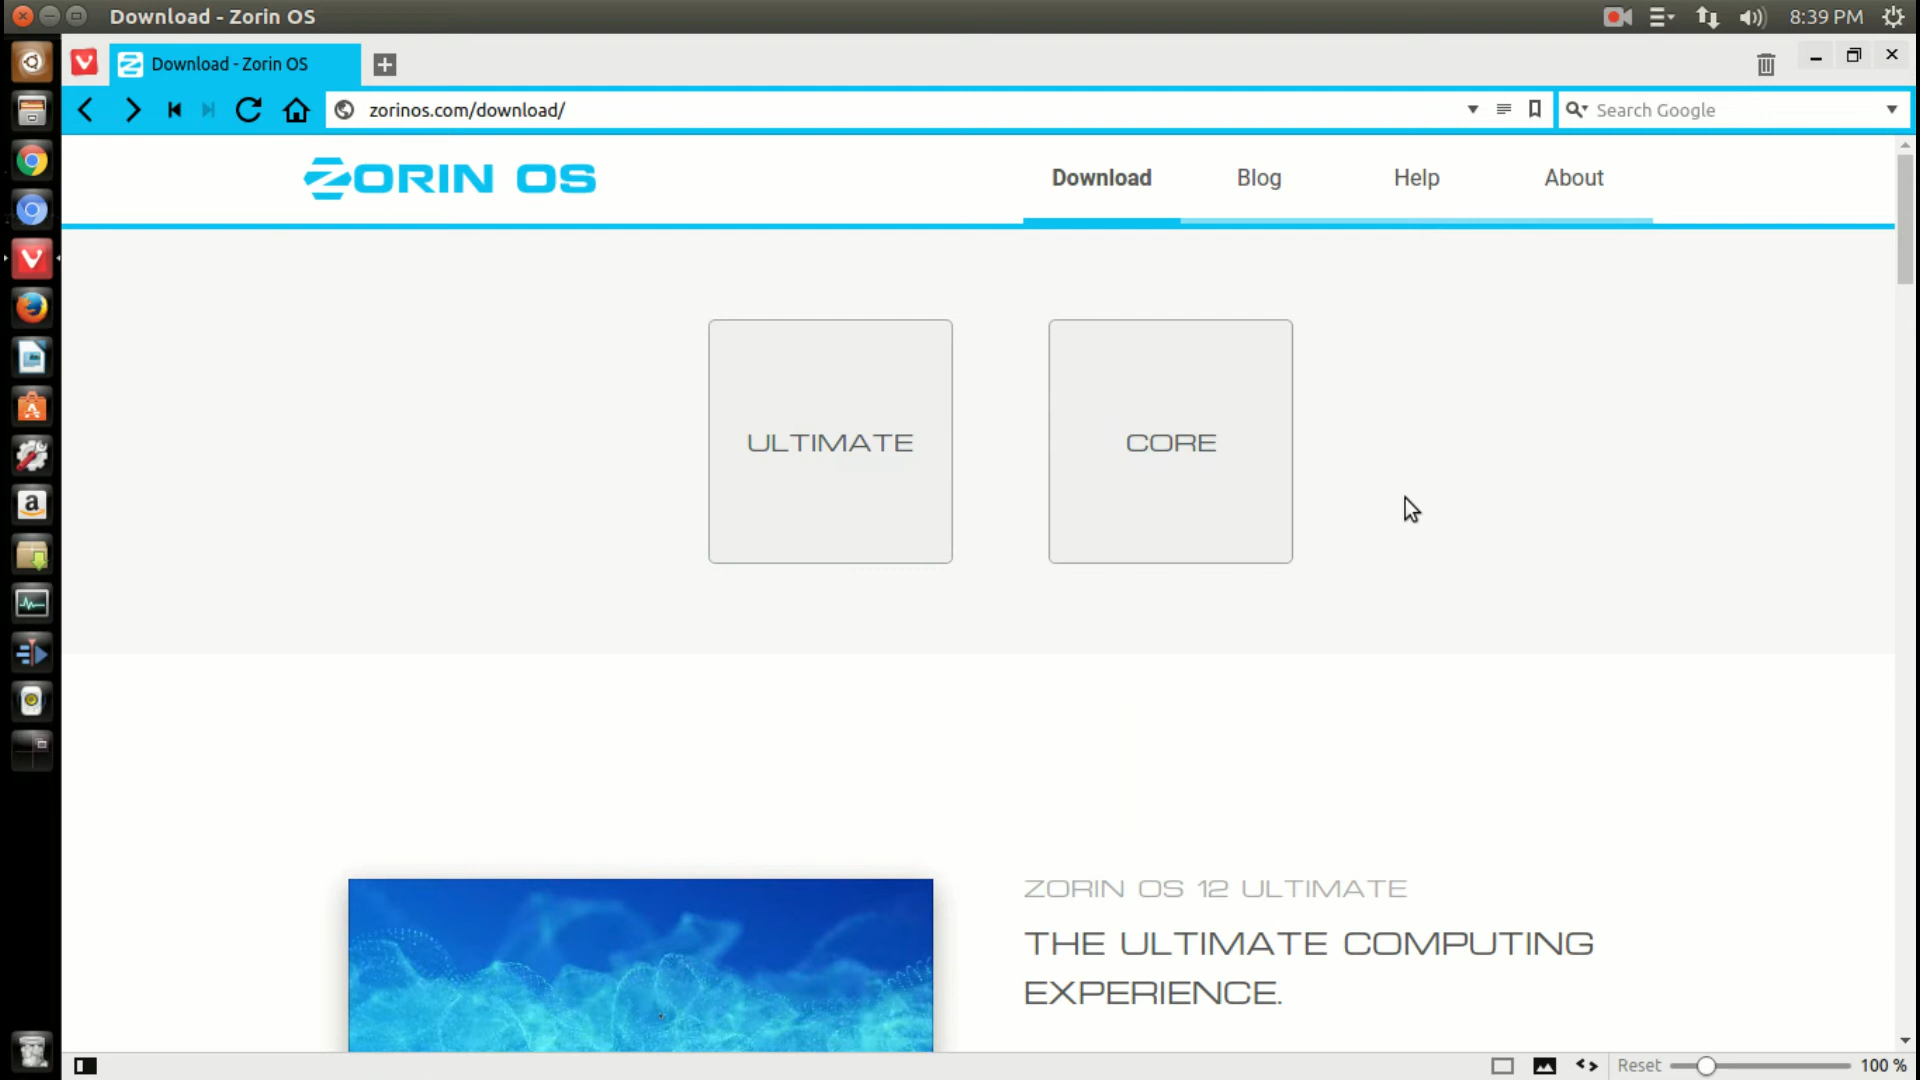 Download - Zorin OS
8:39 PM
Download - Zorin OS
zorinos.com/download/
Search Google
ZORIN OS
Download
Blog
Help
About
ULTIMATE
CORE
ZORIN OS 12 ULTIMATE
THE ULTIMATE COMPUTING
EXPERIENCE.
Reset
100 %